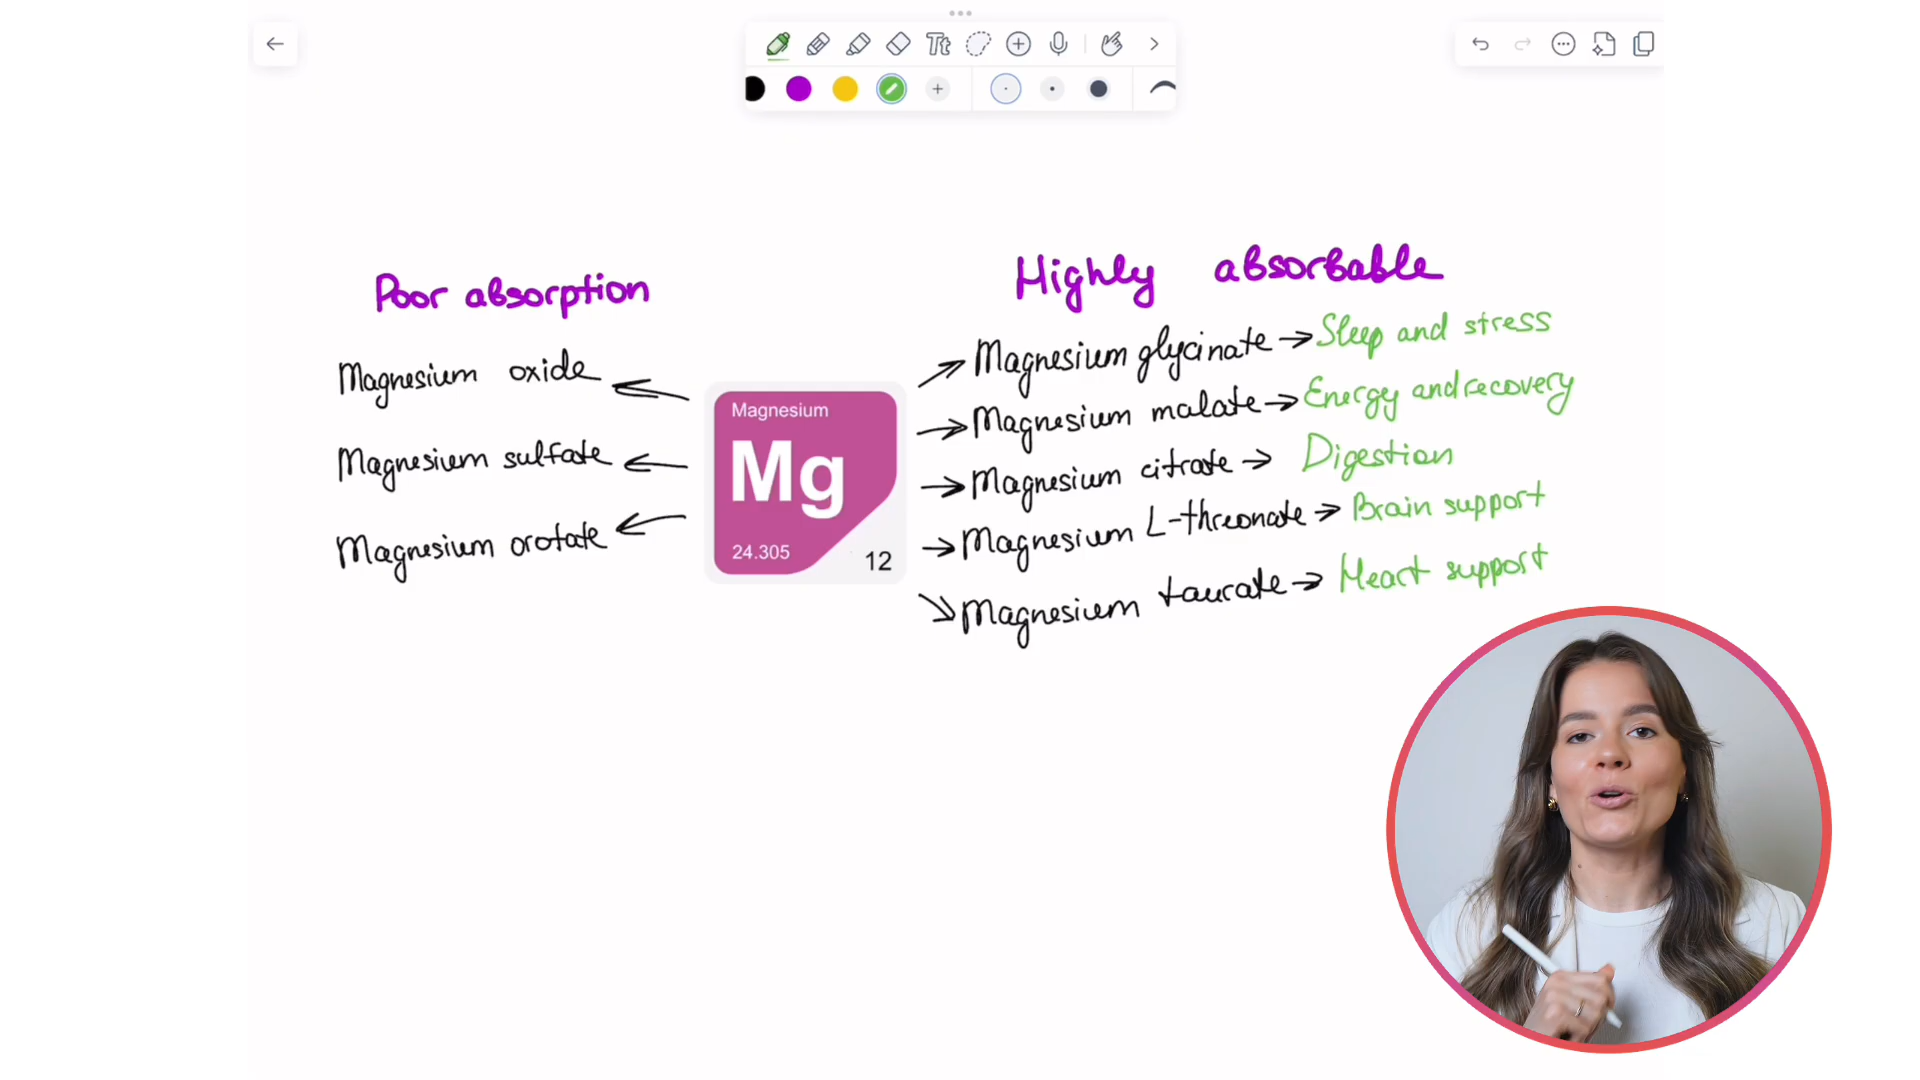 Tt
Poor absorption
Magnesium oxide
Magnesium sulfate
Magnesium orotate
Magnesium
Mg
24.305
12
Highly absorbable
Magnesium glycinate → Sleep and stress
Magnesium malate → Energy and recovery
Magnesium citrate → Digestion
Magnesium L-threonate → Brain support
Magnesium taurate → Heart support